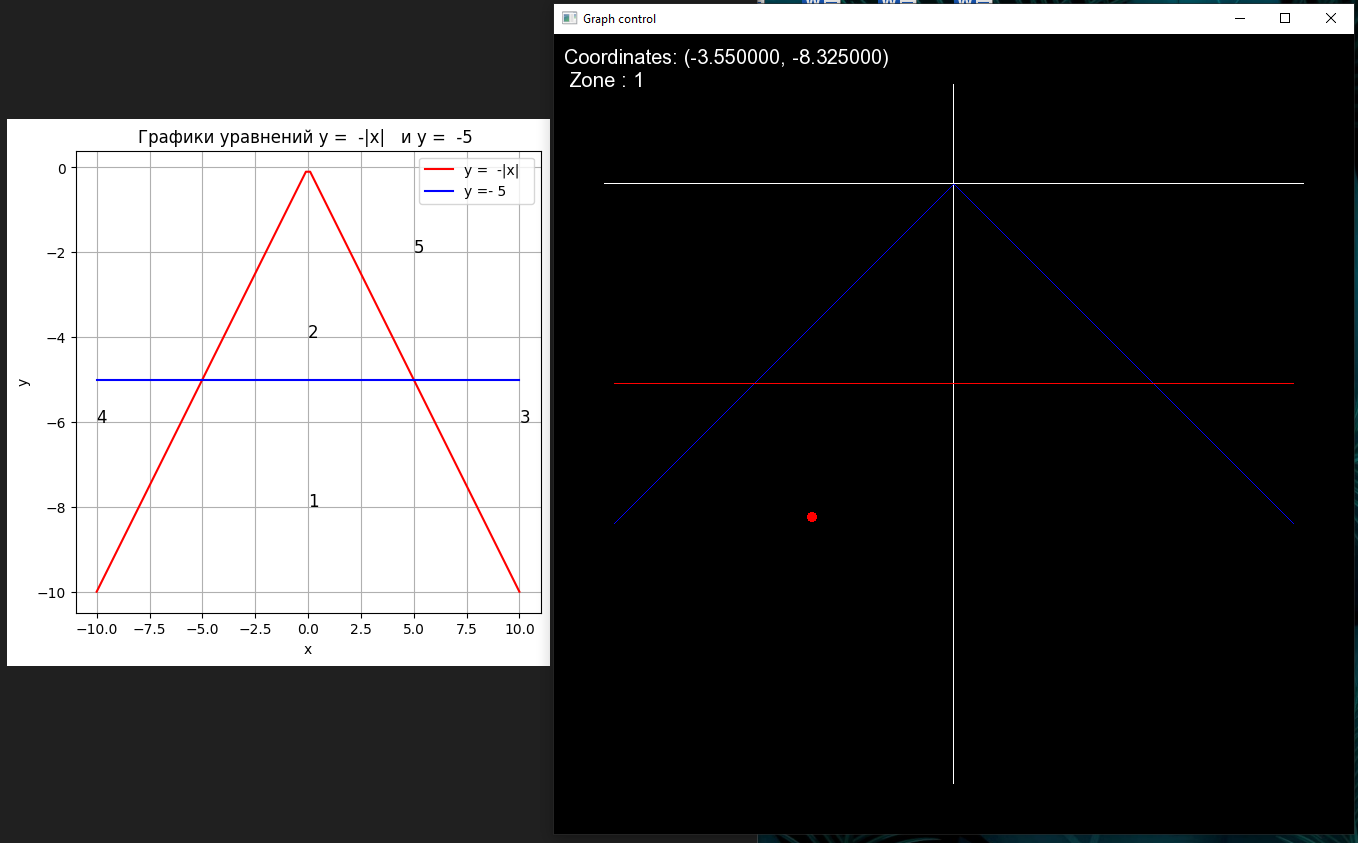 Графики уравнений y =  -|x|   и y =  -5
y =  -|x|
y =- 5
0
−2
−4
−6
−8
−10
y
5
2
4
3
1
−10.0 −7.5 −5.0 −2.5 0.0 2.5 5.0 7.5 10.0
x
Graph control
Coordinates: (-3.550000, -8.325000)
Zone : 1